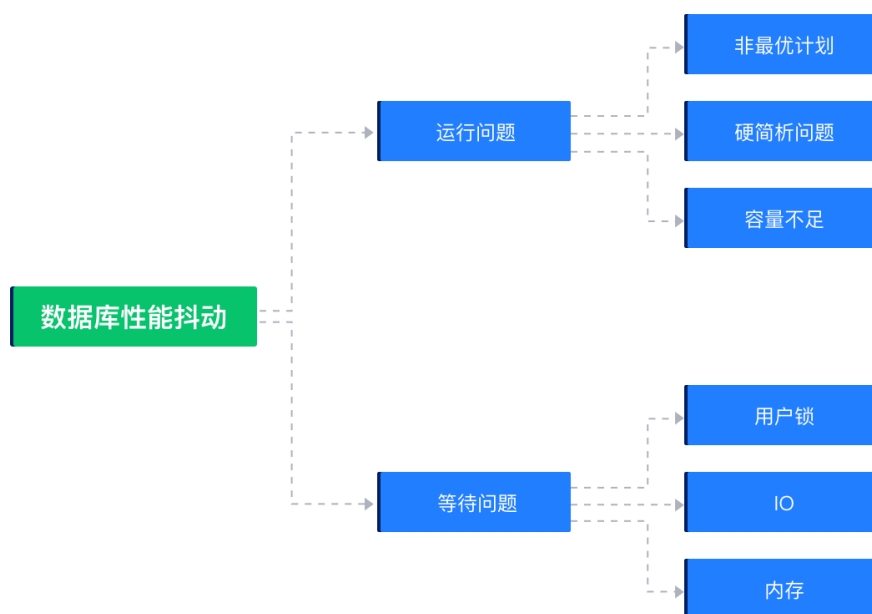 非最优计划
运行问题
硬简析问题
容量不足
数据库性能抖动
用户锁
等待问题
IO
内存